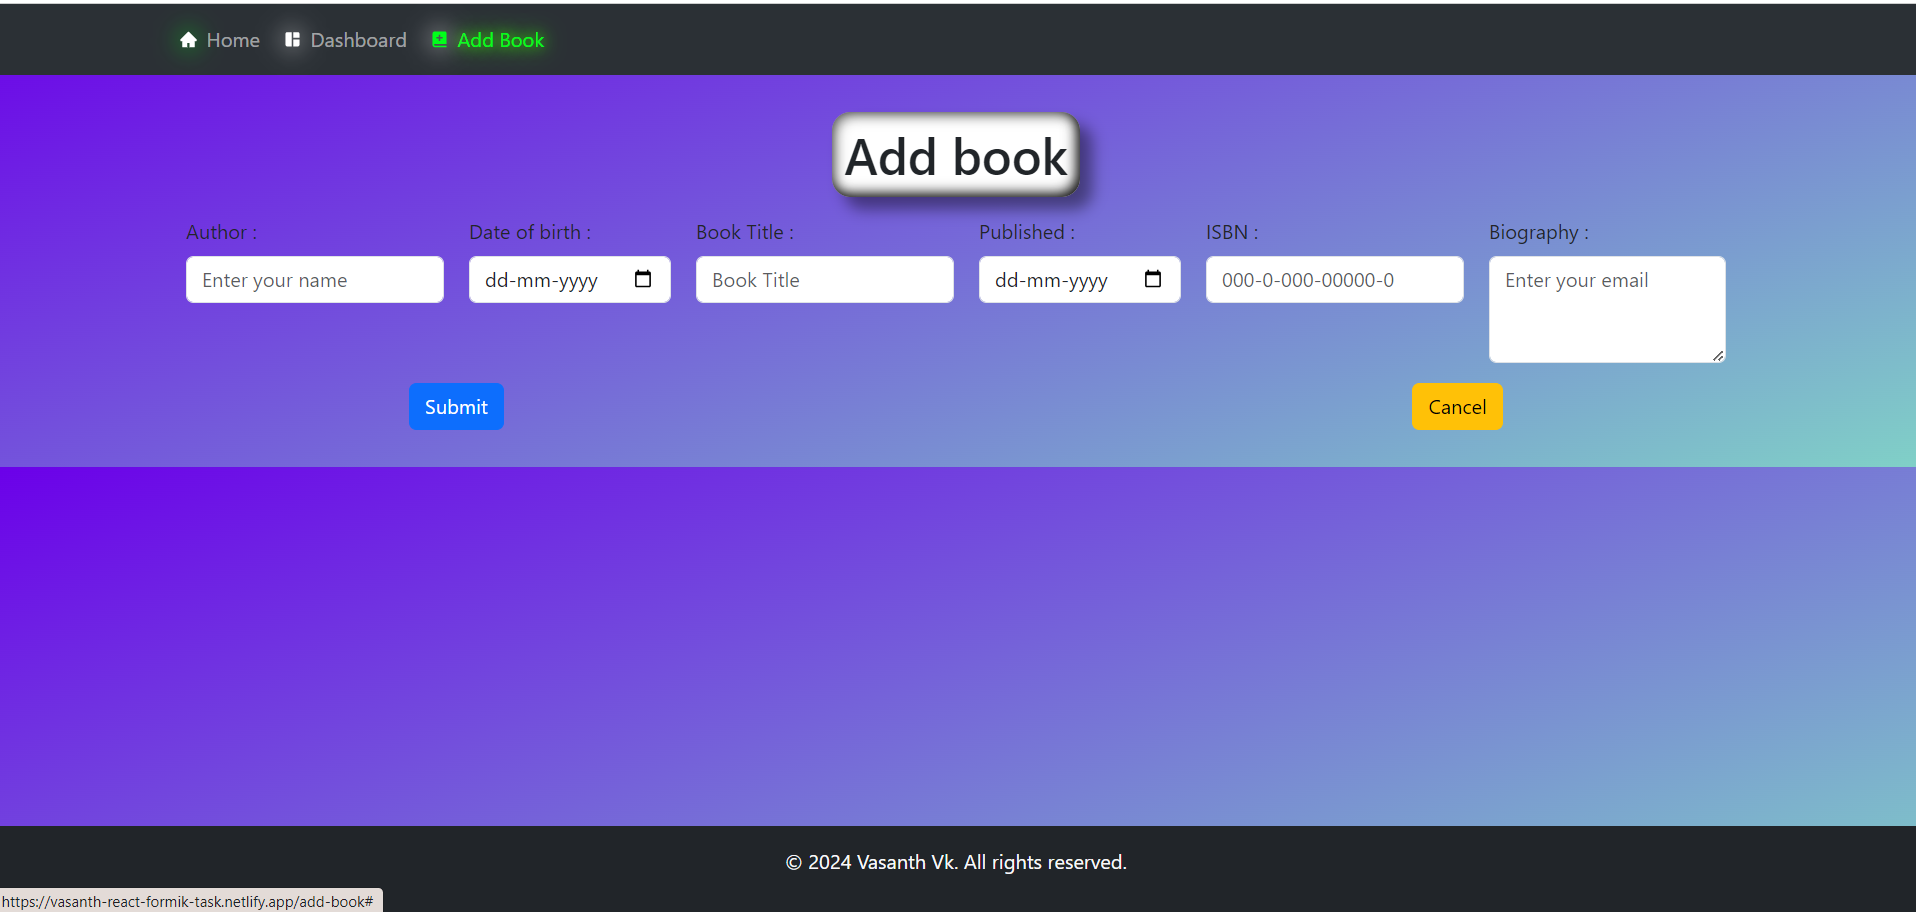 Home Dashboard Add Book
Add book
Author : Date of birth : Book Title : Published : ISBN : Biography :
Enter your name dd-mm-yyyy Book Title dd-mm-yyyy 000-0-000-00000-0 Enter your email
Submit Cancel
© 2024 Vasanth Vk. All rights reserved.
https://vasanth-react-formik-task.netlify.app/add-book#